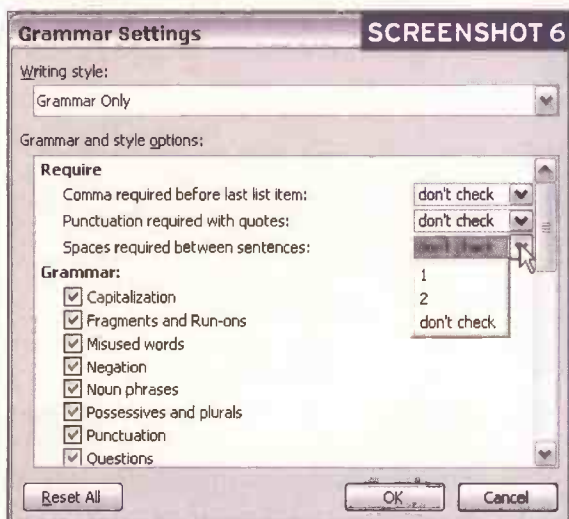 Grammar Settings
SCREENSHOT 6
Writing style:
Grammar Only
Grammar and style options:
Require
Comma required before last list item: don't check
Punctuation required with quotes: don't check
Spaces required between sentences: don't check
1
2
don't check
Grammar:
Capitalization
Fragments and Run-ons
Misused words
Negation
Noun phrases
Possessives and plurals
Punctuation
Questions
Reset All OK Cancel